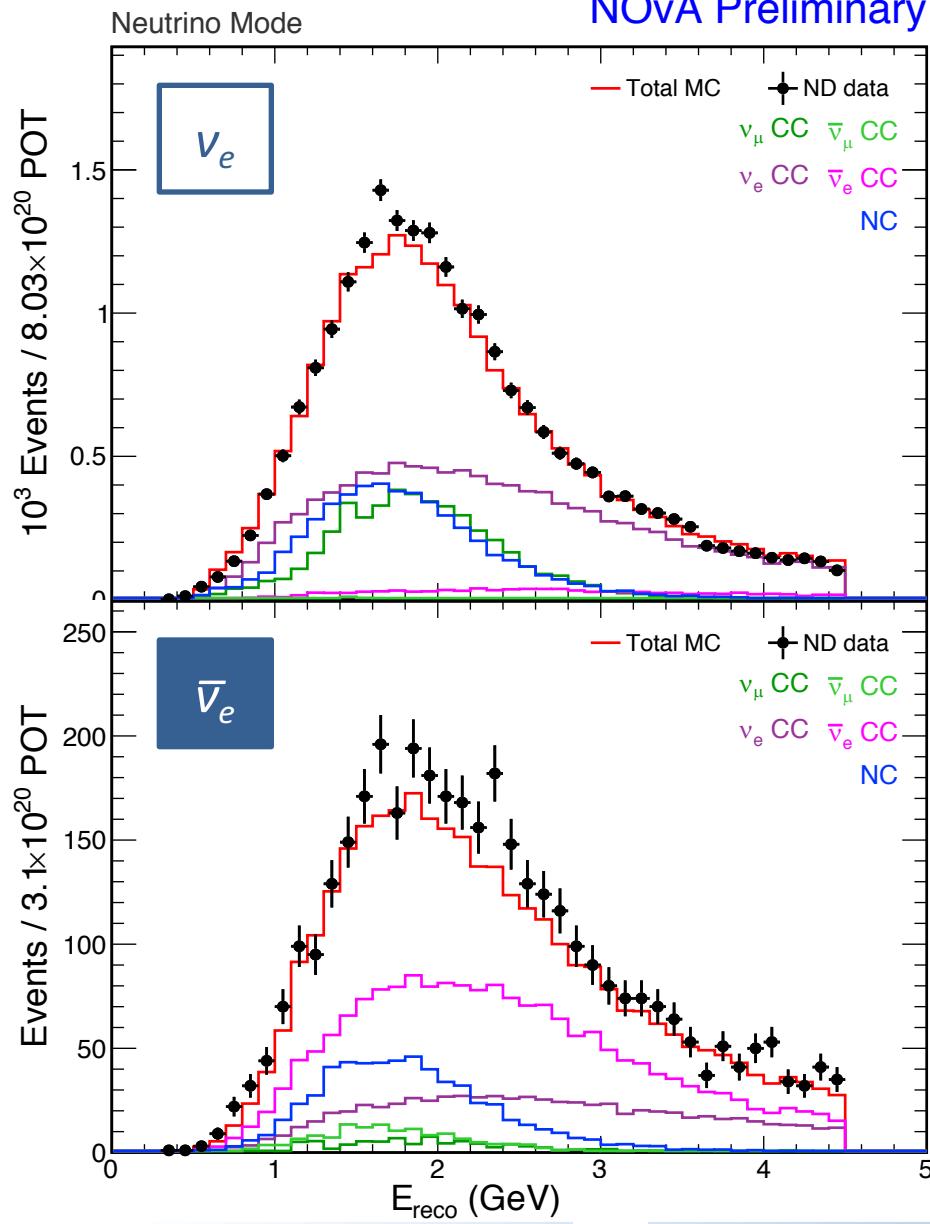 Neutrino Mode
NOvA Preliminary
νe
Total MC
ND data
νμ CC ν̄μ CC
νe CC ν̄e CC
NC
10³ Events / 8.03×10²⁰ POT
1.5
1
0.5
0
ν̄e
Total MC
ND data
νμ CC ν̄μ CC
νe CC ν̄e CC
NC
Events / 3.1×10²⁰ POT
250
200
150
100
50
0
0 1 2 3 4 5
Ereco (GeV)